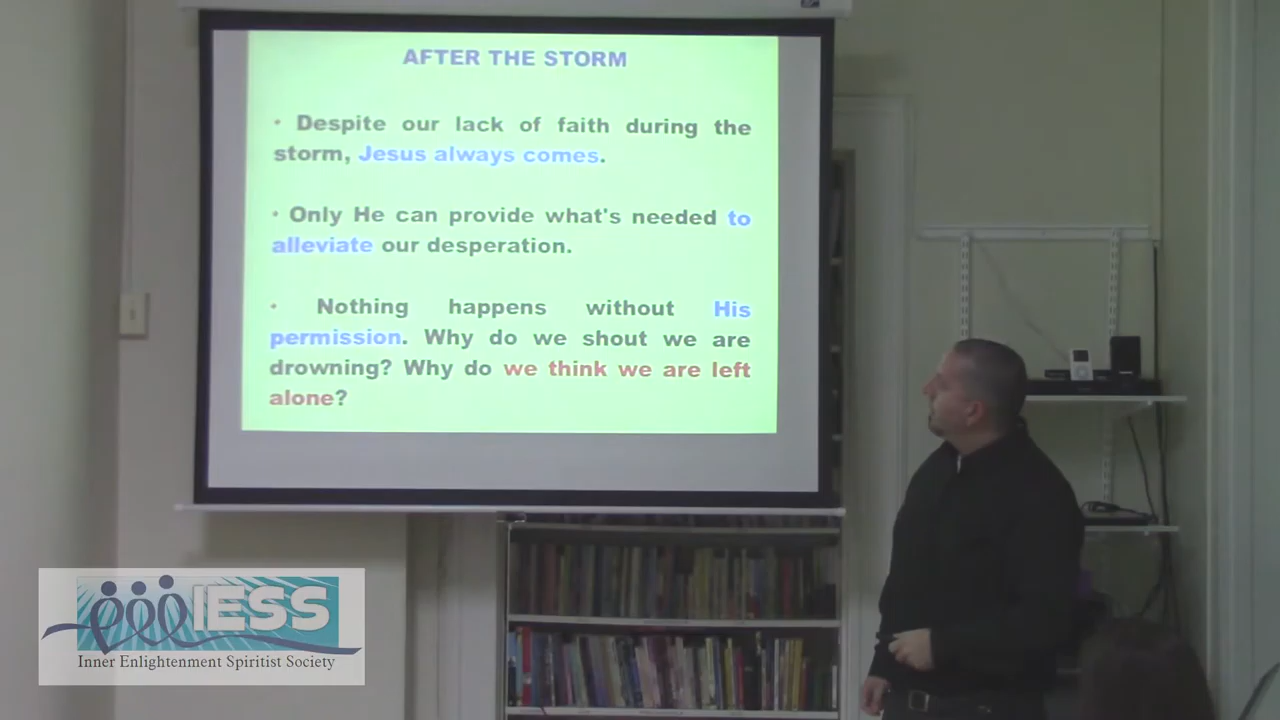 AFTER THE STORM
• Despite our lack of faith during the
storm, Jesus always comes.
• Only He can provide what's needed to
alleviate our desperation.
• Nothing happens without His
permission. Why do we shout we are
drowning? Why do we think we are left
alone?
IESS
Inner Enlightenment Spiritist Society